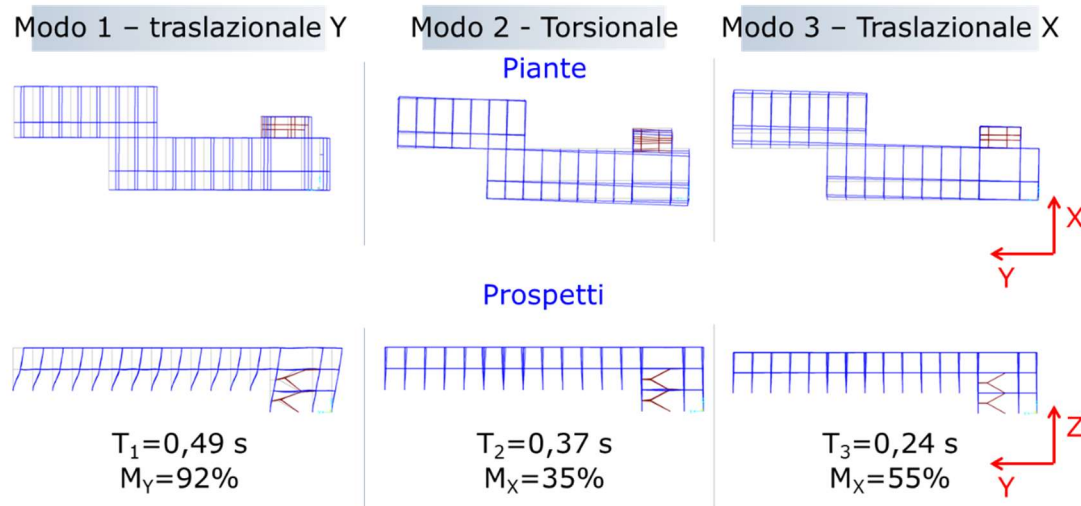 Modo 1 – traslazionale Y
Modo 2 - Torsionale
Modo 3 – Traslazionale X
Piante
X
Y
Prospetti
T1=0,49 s
MY=92%
T2=0,37 s
MX=35%
T3=0,24 s
MX=55%
Z
Y